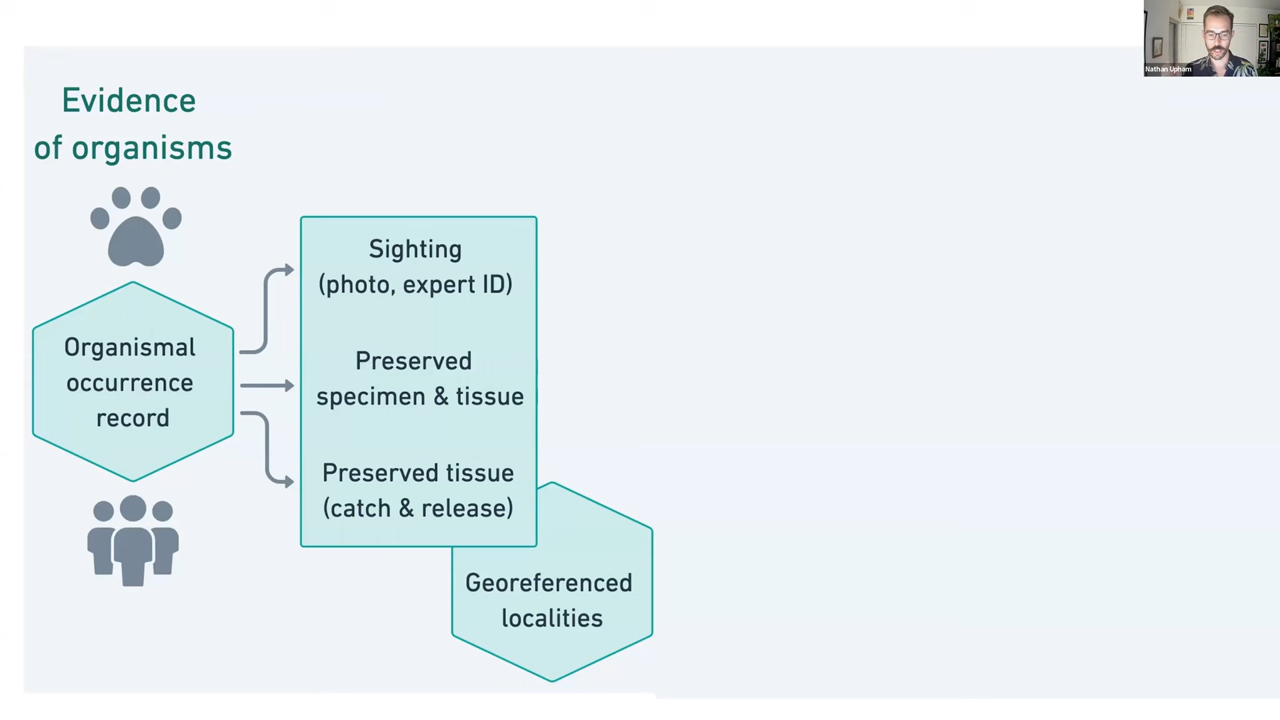 Nathan Upham
Evidence
of organisms
Sighting
(photo, expert ID)
Organismal
occurrence
record
Preserved
specimen & tissue
Preserved tissue
(catch & release)
Georeferenced
localities